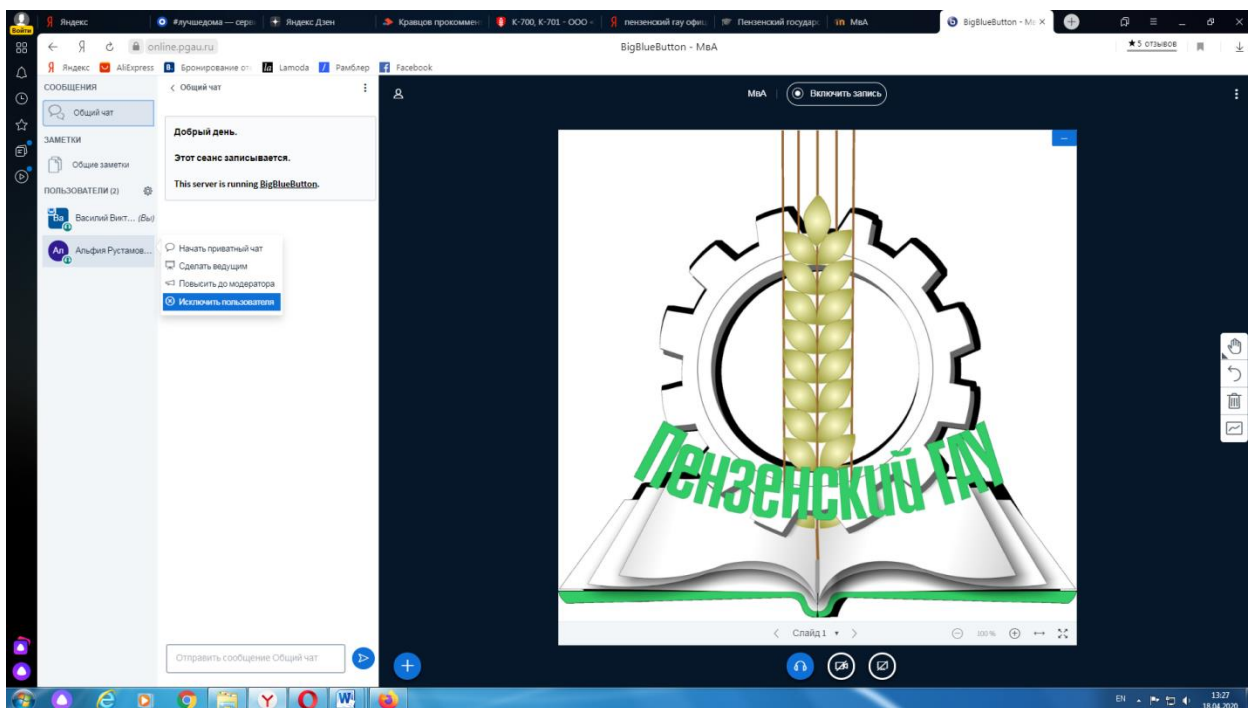 Войти
Яндекс
#лучшедома — серв
Яндекс Дзен
Кравцов прокоммен
К-700, К-701 - ООО «
пензенский гау офиц
Пензенский государс
МвА
BigBlueButton - Мв
online.pgau.ru
BigBlueButton - МвА
★5 отзывов
Яндекс
AliExpress
Бронирование от
Lamoda
Рамблер
Facebook
СООБЩЕНИЯ
Общий чат
ЗАМЕТКИ
Общие заметки
ПОЛЬЗОВАТЕЛИ (2)
Ва Василий Викт... (Вы)
Ал Альфия Рустамов...
Общий чат
Добрый день.
Этот сеанс записывается.
This server is running BigBlueButton.
Начать приватный чат
Сделать ведущим
Повысить до модератора
Исключить пользователя
Отправить сообщение Общий чат
МвА
Включить запись
Пензенский ГАУ
Слайд 1
100%
EN
13:27
18.04.2020